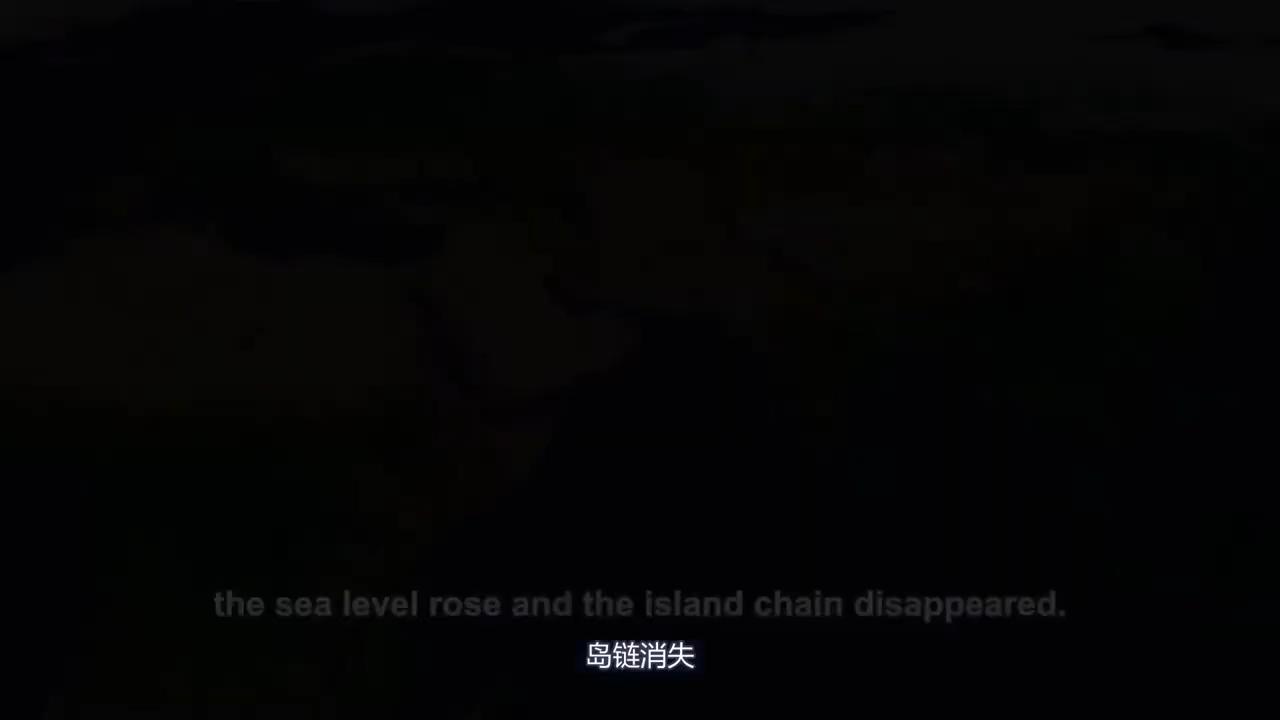 the sea level rose and the island chain disappeared.
岛链消失